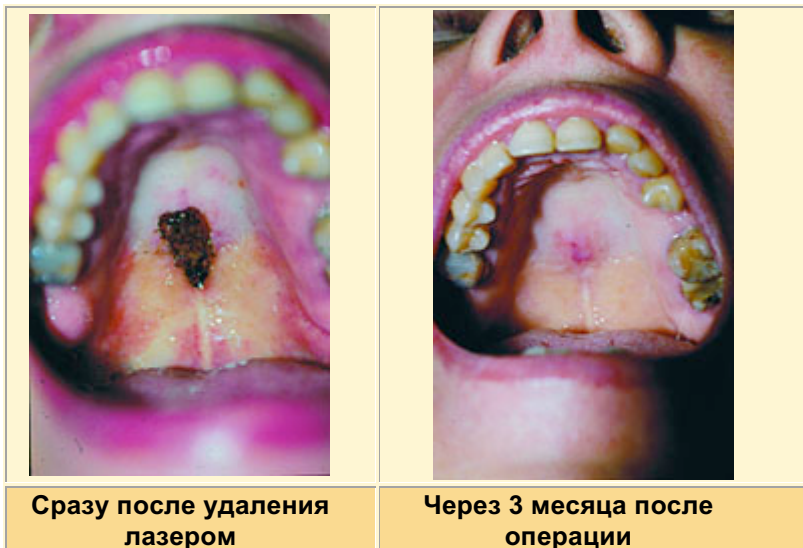 Сразу после удаления
лазером
Через 3 месяца после
операции